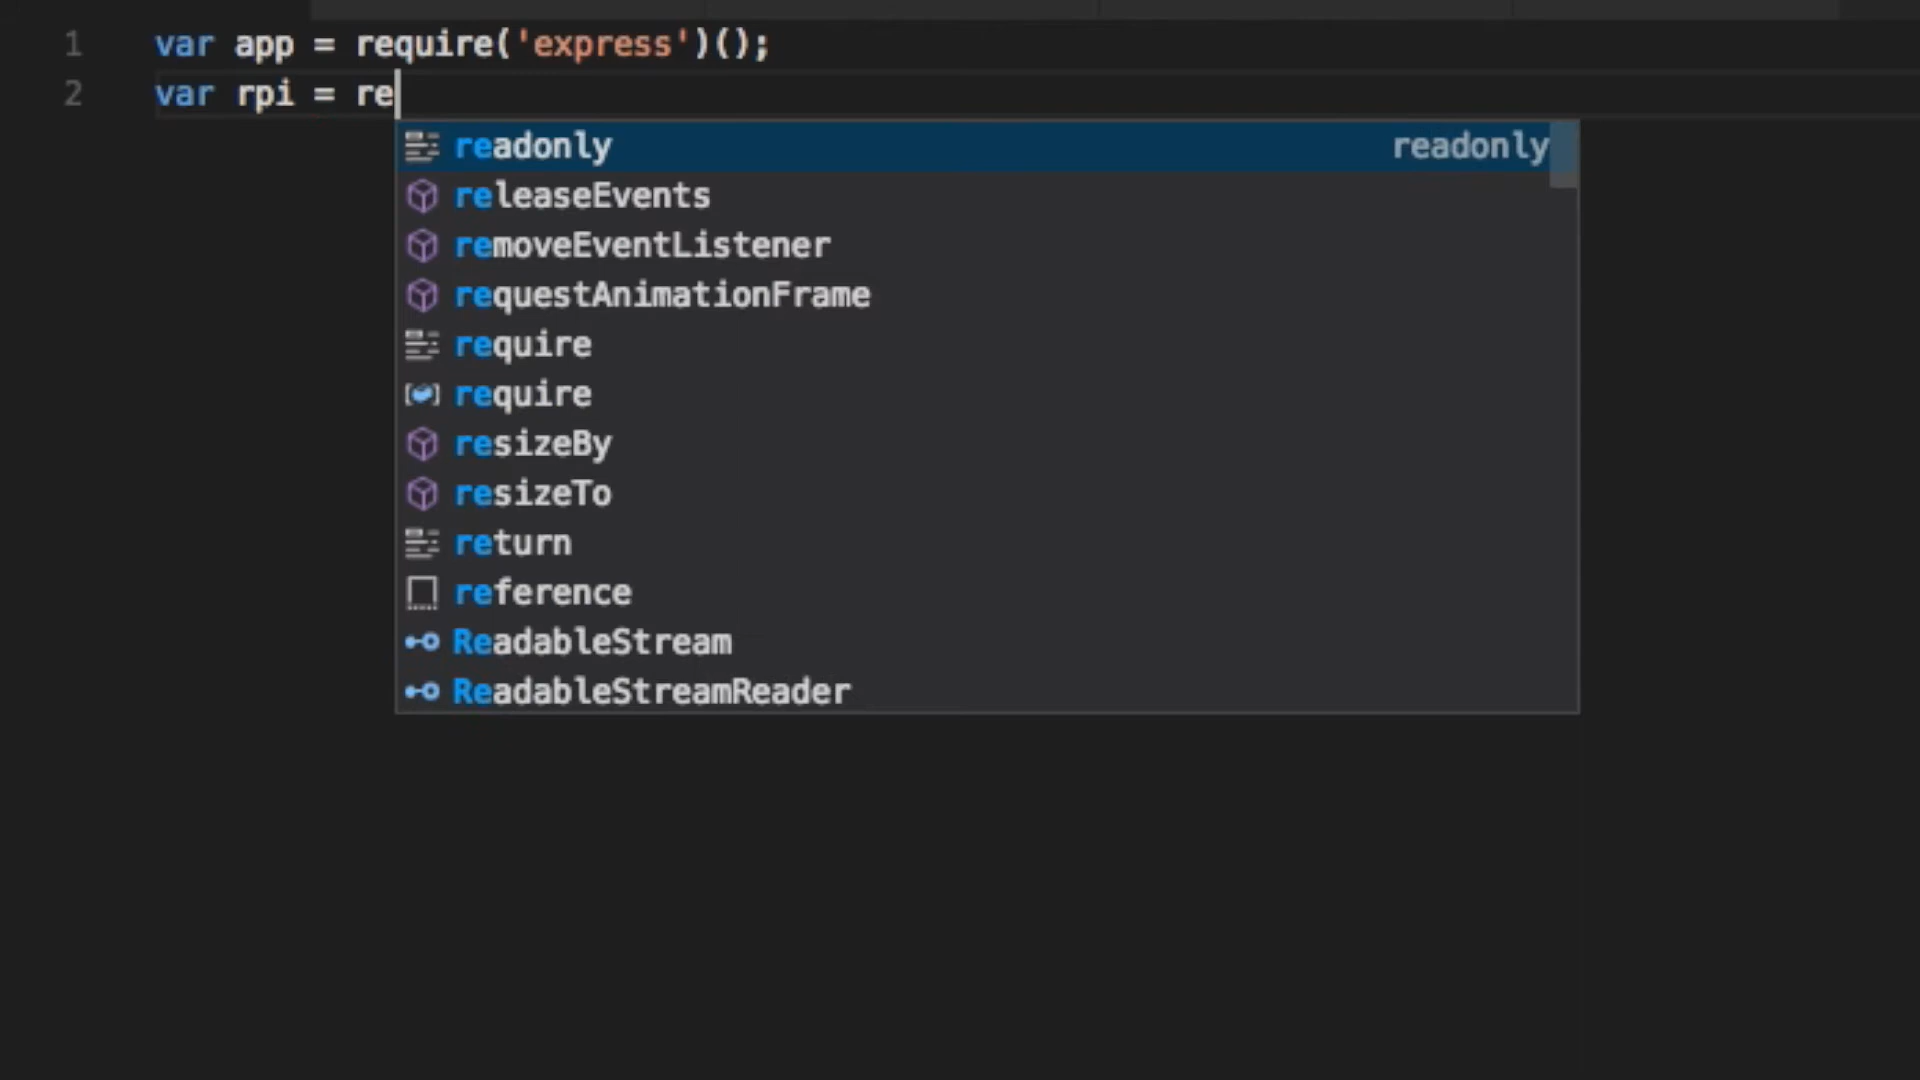 1 var app = require('express')();
2 var rpi = re
readonly readonly
releaseEvents
removeEventListener
requestAnimationFrame
require
require
resizeBy
resizeTo
return
reference
ReadableStream
ReadableStreamReader